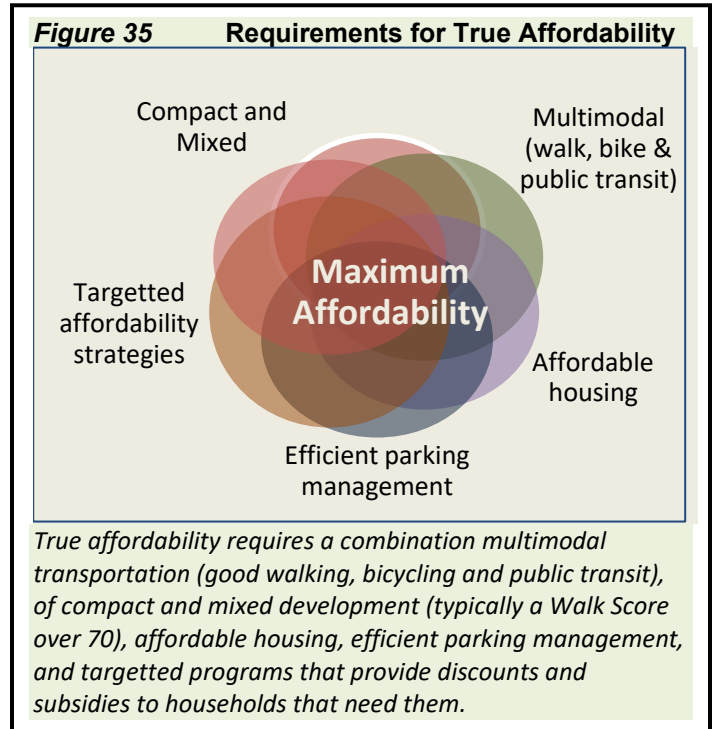 Figure 35 Requirements for True Affordability
Compact and
Mixed
Multimodal
(walk, bike &
public transit)
Maximum
Affordability
Targetted
affordability
strategies
Affordable
housing
Efficient parking
management
True affordability requires a combination multimodal
transportation (good walking, bicycling and public transit),
of compact and mixed development (typically a Walk Score
over 70), affordable housing, efficient parking management,
and targetted programs that provide discounts and
subsidies to households that need them.